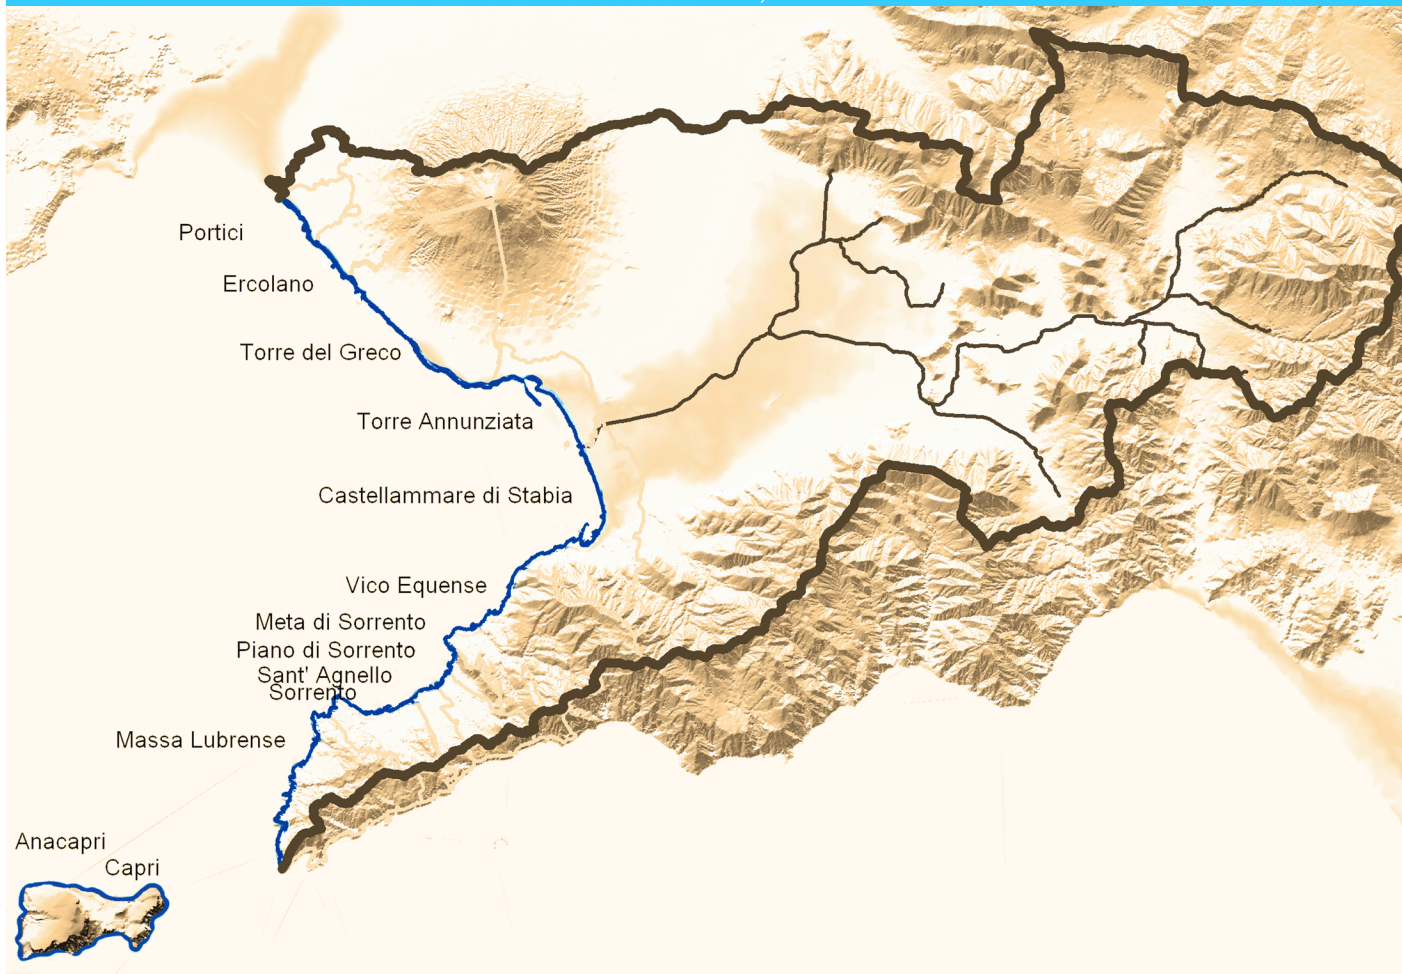 Portici
Ercolano
Torre del Greco
Torre Annunziata
Castellammare di Stabia
Vico Equense
Meta di Sorrento
Piano di Sorrento
Sant' Agnello
Sorrento
Massa Lubrense
Anacapri
Capri